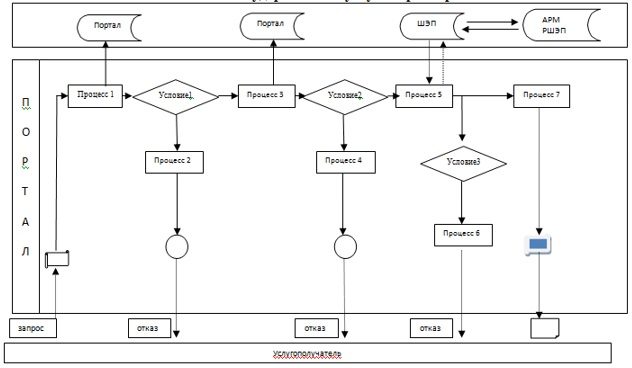 Портал
Портал
ШЭП
АРМ
РШЭП
ПОРТАЛ
Процесс 1
Условие1
Процесс 3
Условие2
Процесс 5
Процесс 7
Процесс 2
Процесс 4
Условие3
Процесс 6
запрос
отказ
отказ
отказ
Услугополучатель